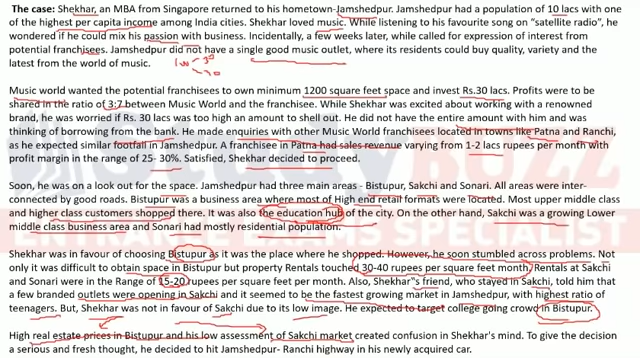 The case: Shekhar, an MBA from Singapore returned to his hometown-Jamshedpur. Jamshedpur had a population of 10 lacs with one
of the highest per capita income among India cities. Shekhar loved music. While listening to his favourite song on "satellite radio", he
wondered if he could mix his passion with business. Incidentally, a few weeks later, while called for expression of interest from
potential franchisees. Jamshedpur did not have a single good music outlet, where its residents could buy quality, variety and the
latest from the world of music.
Music world wanted the potential franchisees to own minimum 1200 square feet space and invest Rs.30 lacs. Profits were to
be shared in the ratio of 3:7 between Music World and the franchisee. While Shekhar was excited about working with a renowned
brand, he was worried if Rs. 30 lacs was too high an amount to shell out. He did not have the entire amount with him and was
thinking of borrowing from the bank. He made enquiries with other Music World franchisees located in towns like Patna and Ranchi,
as he expected similar footfall in Jamshedpur. A franchisee in Patna had sales revenue varying from 1-2 lacs rupees per month with
profit margin in the range of 25- 30%. Satisfied, Shekhar decided to proceed.
Soon, he was on a look out for the space. Jamshedpur had three main areas - Bistupur, Sakchi and Sonari. All areas were inter-
connected by good roads. Bistupur was a business area where most of High end retail formats were located. Most upper middle class
and higher class customers shopped there. It was also the education hub of the city. On the other hand, Sakchi was a growing Lower
middle class business area and Sonari had mostly residential population.
Shekhar was in favour of choosing Bistupur as it was the place where he shopped. However, he soon stumbled across problems. Not
only it was difficult to obtain space in Bistupur but property Rentals touched 30-40 rupees per square feet month, Rentals at Sakchi
and Sonari were in the Range of 15-20 rupees per square feet per month. Also, Shekhar"s friend, who stayed in Sakchi, told him that
a few branded outlets were opening in Sakchi and it seemed to be the fastest growing market in Jamshedpur, with highest ratio of
teenagers. But, Shekhar was not in favour of Sakchi due to its low image. He expected to target college going crowd in Bistupur.
High real estate prices in Bistupur and his low assessment of Sakchi market created confusion in Shekhar's mind. To give the decision
a serious and fresh thought, he decided to hit Jamshedpur- Ranchi highway in his newly acquired car.